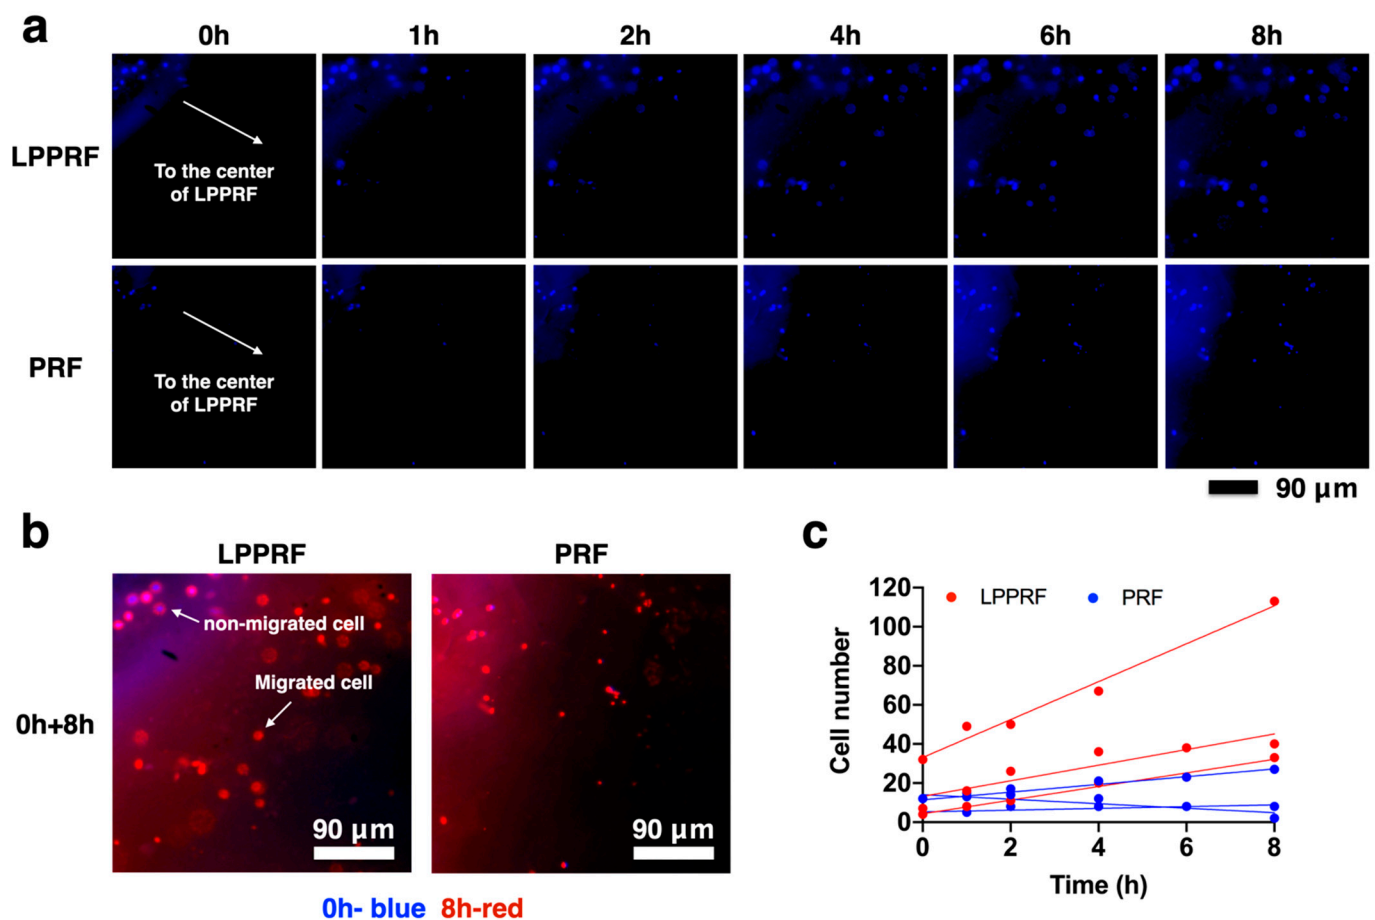 a
0h 1h 2h 4h 6h 8h
LPPRF
To the center
of LPPRF
PRF
To the center
of LPPRF
90 µm
b
LPPRF PRF
0h+8h
non-migrated cell
Migrated cell
90 µm 90 µm
0h- blue 8h-red
c
LPPRF PRF
Cell number
120
100
80
60
40
20
0
0 2 4 6 8
Time (h)